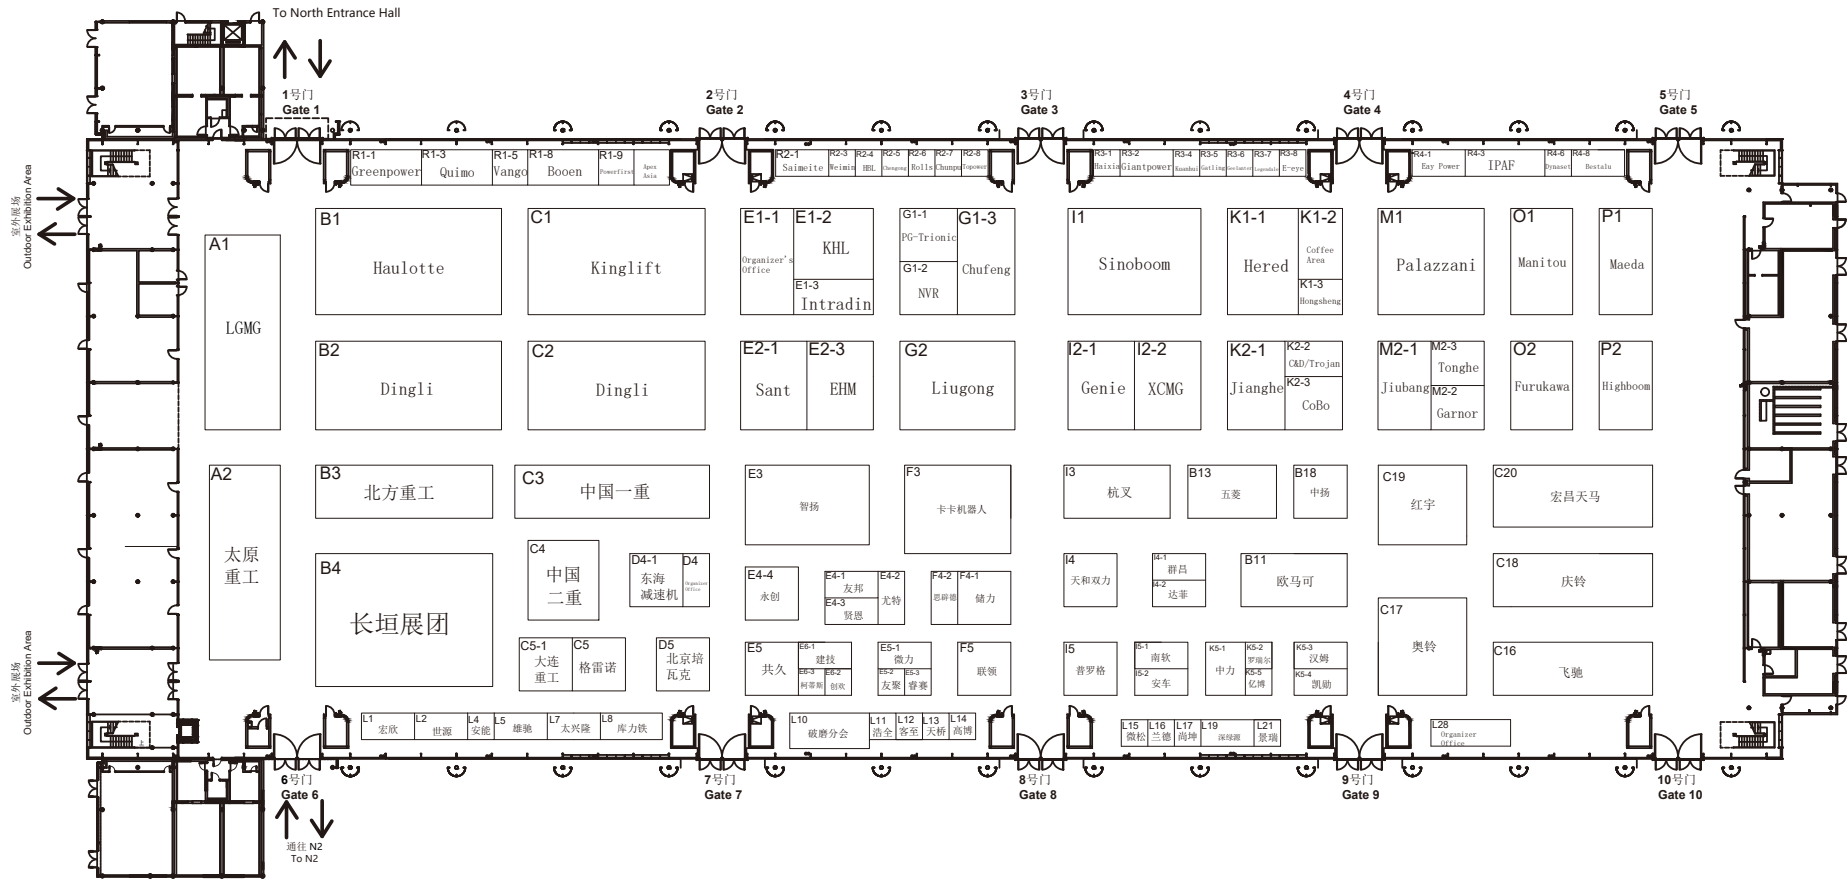 To North Entrance Hall
1号门
Gate 1
2号门
Gate 2
3号门
Gate 3
4号门
Gate 4
5号门
Gate 5
室外展场
Outdoor Exhibition Area
R1-1
Greenpower
R1-3
Quimo
R1-5
Vango
R1-8
Booen
R1-9
Powerfirst
Apex
Asia
R2-1
Saimeite
R2-3
Weimin
R2-4
HBL
R2-5
Chengong
R2-6
Rolls
R2-7
Chunpu
R2-8
Topower
R3-1
Haixia
R3-2
Giantpower
R3-4
Kuanhui
R3-5
Gatling
R3-6
R3-7
R3-8
E-eye
R4-1
Eay Power
R4-3
IPAF
R4-6
Dynaset
R4-8
Bestalu
A1
LGMG
B1
Haulotte
C1
Kinglift
E1-1
Organizer's
Office
E1-2
KHL
E1-3
Intradin
G1-1
PG-Trionic
G1-2
NVR
G1-3
Chufeng
I1
Sinoboom
K1-1
Hered
K1-2
Coffee
Area
K1-3
Hongsheng
M1
Palazzani
O1
Manitou
P1
Maeda
B2
Dingli
C2
Dingli
E2-1
Sant
E2-3
EHM
G2
Liugong
I2-1
Genie
I2-2
XCMG
K2-1
Jianghe
K2-2
C&D/Trojan
K2-3
CoBo
M2-1
Jiubang
M2-3
Tonghe
M2-2
Garnor
O2
Furukawa
P2
Highboom
A2
太原
重工
B3
北方重工
C3
中国一重
E3
智扬
F3
卡卡机器人
I3
杭叉
B13
五菱
B18
中扬
C19
红宇
C20
宏昌天马
B4
长垣展团
C4
中国
二重
D4-1
东海
减速机
D4
Organizer
Office
E4-4
永创
E4-1
友邦
E4-3
贤恩
E4-2
尤特
F4-2
思辟德
F4-1
储力
I4
天和双力
I4-1
群昌
I4-2
达菲
B11
欧马可
C18
庆铃
C17
奥铃
C5-1
大连
重工
C5
格雷诺
D5
北京培
瓦克
E5
共久
E6-1
建技
E6-3
柯蒂斯
E6-2
创欢
E5-1
微力
E5-2
友聚
E5-3
睿赛
F5
联领
I5
普罗格
I5-1
南软
I5-2
安车
K5-1
中力
K5-2
罗瑞尔
K5-5
亿博
K5-3
汉姆
K5-4
凯勋
C16
飞驰
室外展场
Outdoor Exhibition Area
L1
宏欣
L2
世源
L4
安能
L5
雄驰
L7
太兴隆
L8
库力铁
L10
破磨分会
L11
浩全
L12
客至
L13
天桥
L14
高博
L15
微松
L16
兰德
L17
尚坤
L19
深绿源
L21
景瑞
L28
Organizer
Office
6号门
Gate 6
7号门
Gate 7
8号门
Gate 8
9号门
Gate 9
10号门
Gate 10
通往 N2
To N2